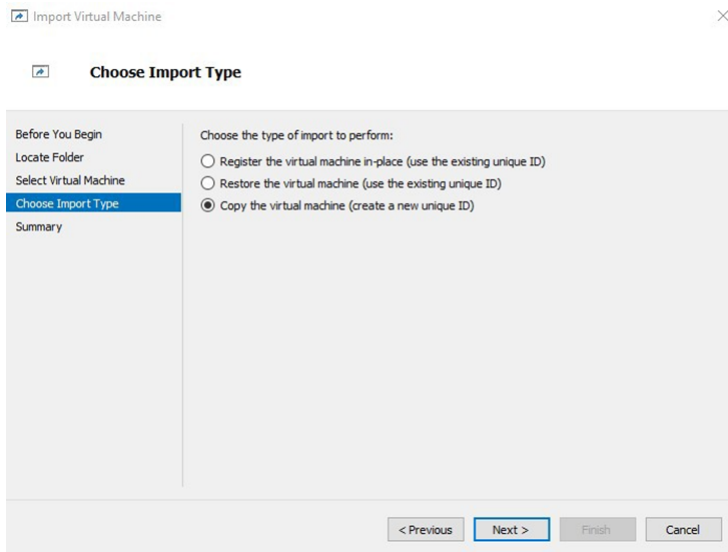 Import Virtual Machine
Choose Import Type
Before You Begin
Locate Folder
Select Virtual Machine
Choose Import Type
Summary
Choose the type of import to perform:
Register the virtual machine in-place (use the existing unique ID)
Restore the virtual machine (use the existing unique ID)
Copy the virtual machine (create a new unique ID)
< Previous
Next >
Finish
Cancel